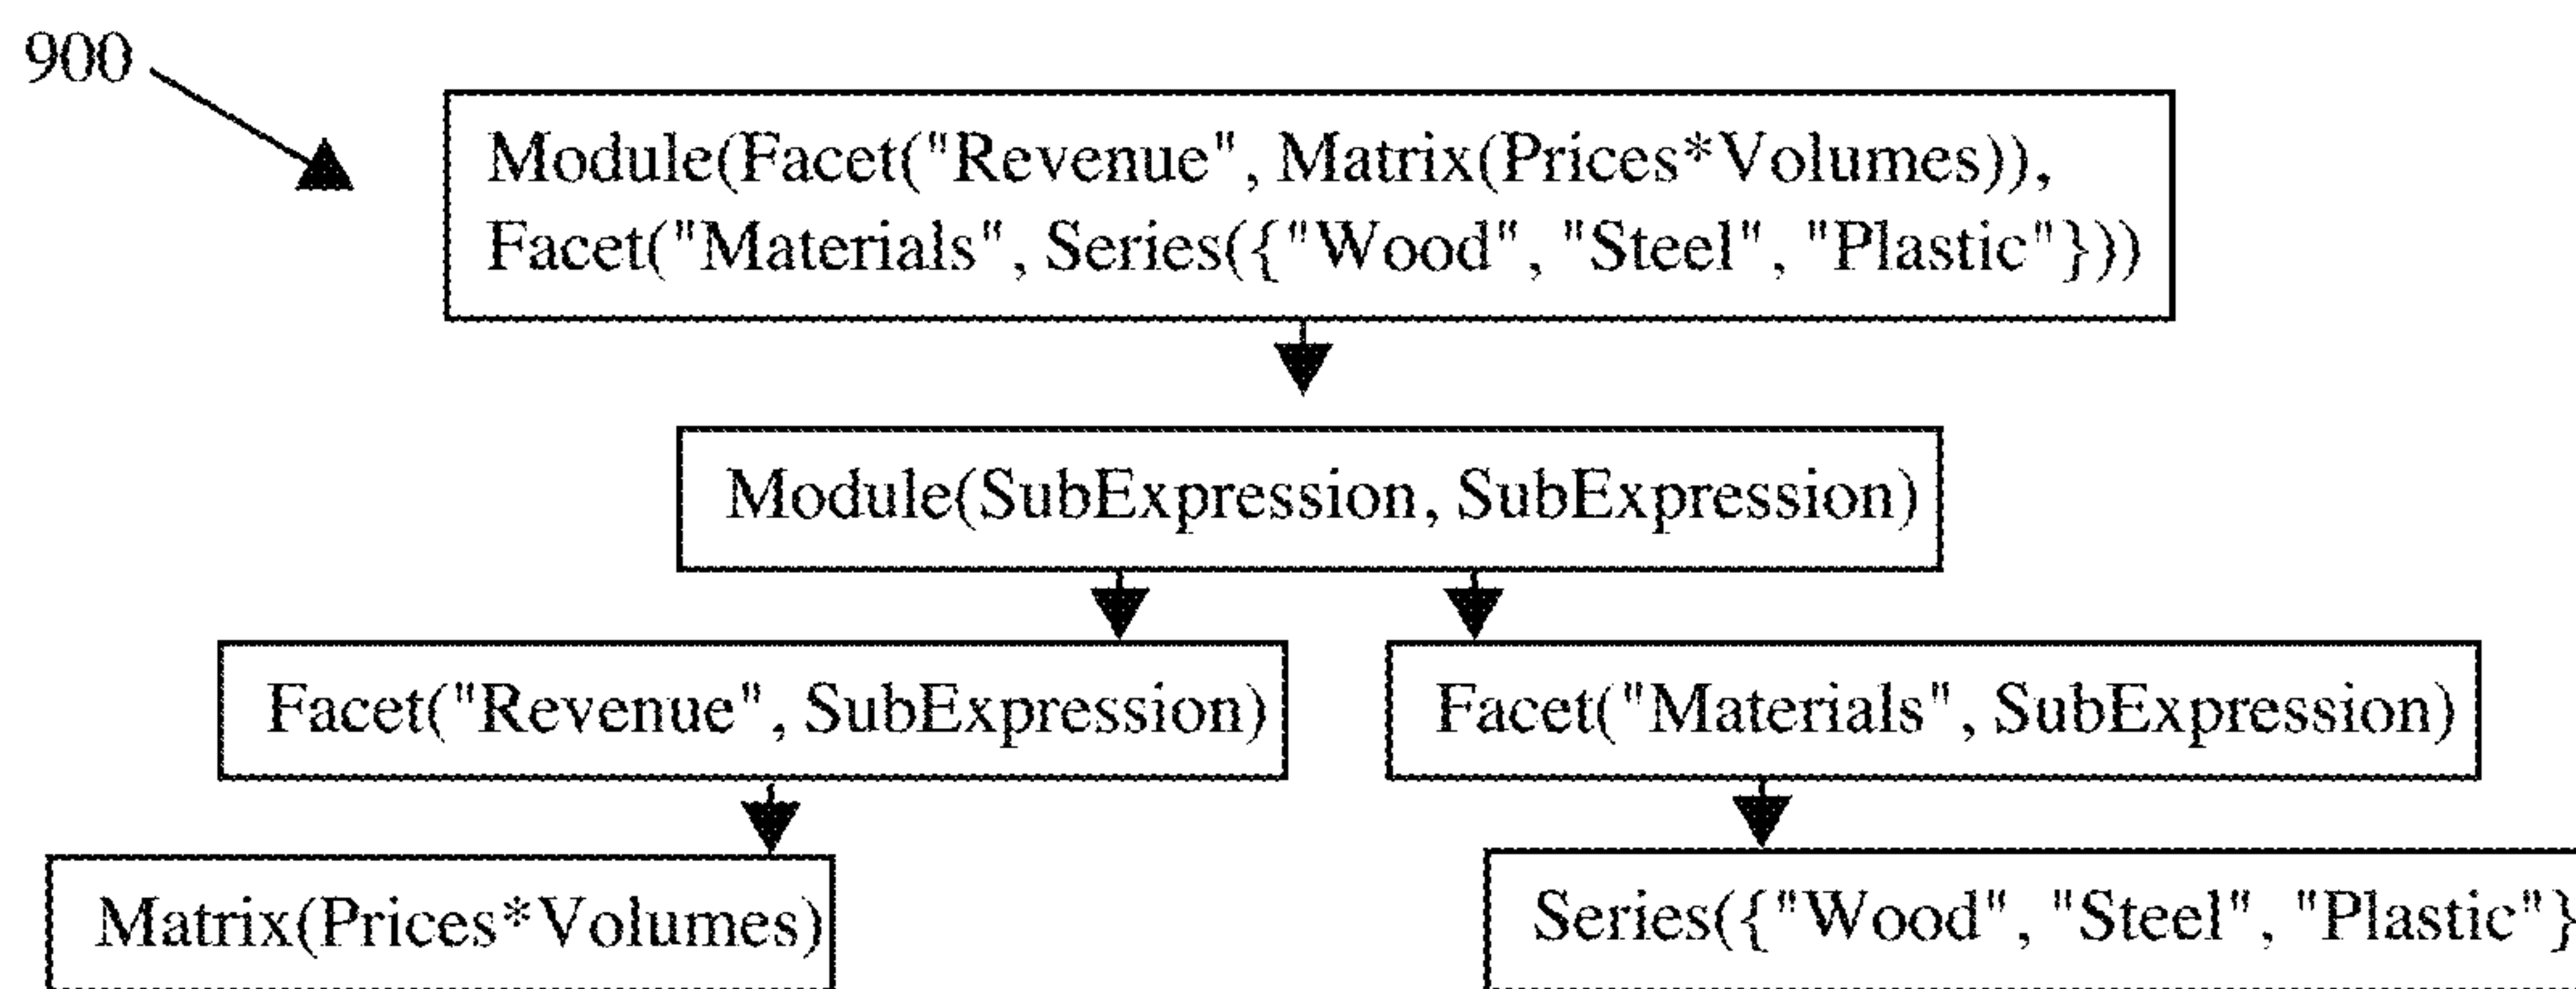 900
Module(Facet("Revenue", Matrix(Prices*Volumes)),
Facet("Materials", Series({"Wood", "Steel", "Plastic"}))
Module(SubExpression, SubExpression)
Facet("Revenue", SubExpression)
Facet("Materials", SubExpression)
Matrix(Prices*Volumes)
Series({"Wood", "Steel", "Plastic"}